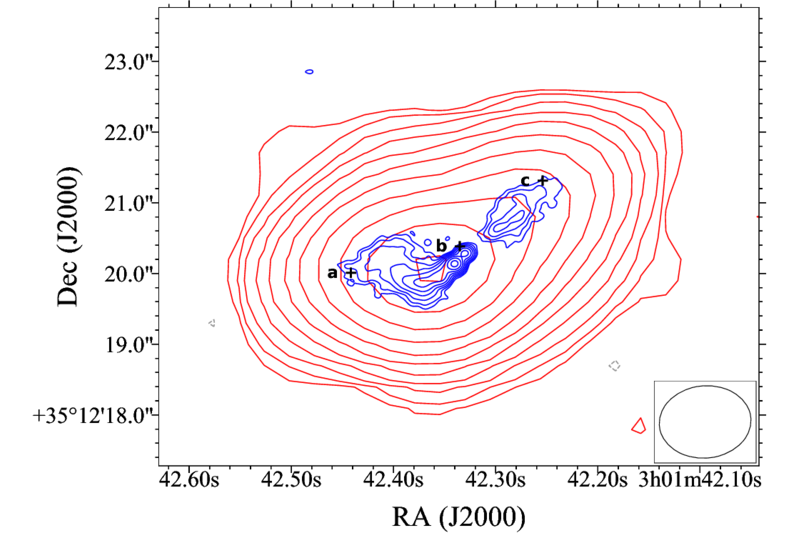 23.0"
22.0"
21.0"
20.0"
19.0"
+35°12'18.0"
Dec (J2000)
c
b
a
42.60s 42.50s 42.40s 42.30s 42.20s 3h01m42.10s
RA (J2000)